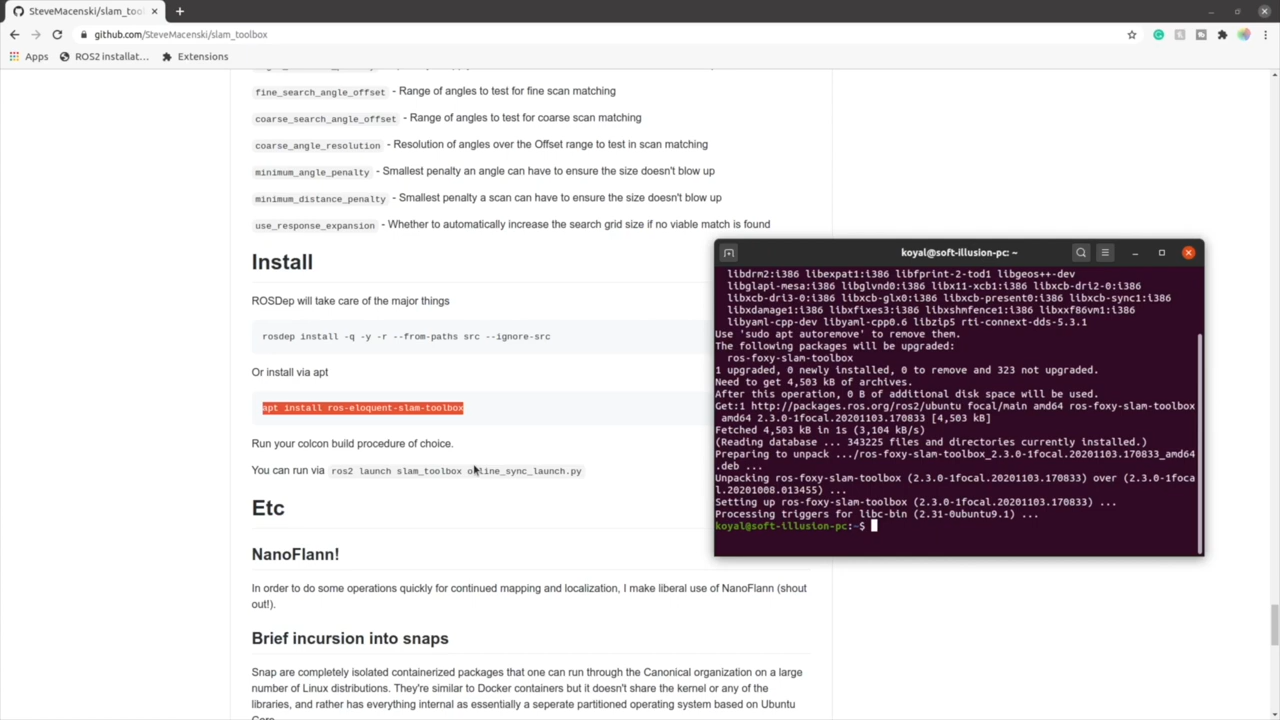 SteveMacenski/slam_tool
github.com/SteveMacenski/slam_toolbox
Apps
ROS2 installat...
Extensions
fine_search_angle_offset - Range of angles to test for fine scan matching
coarse_search_angle_offset - Range of angles to test for coarse scan matching
coarse_angle_resolution - Resolution of angles over the Offset range to test in scan matching
minimum_angle_penalty - Smallest penalty an angle can have to ensure the size doesn't blow up
minimum_distance_penalty - Smallest penalty a scan can have to ensure the size doesn't blow up
use_response_expansion - Whether to automatically increase the search grid size if no viable match is found
Install
ROSDep will take care of the major things
rosdep install -q -y -r --from-paths src --ignore-src
Or install via apt
apt install ros-eloquent-slam-toolbox
Run your colcon build procedure of choice.
You can run via ros2 launch slam_toolbox online_sync_launch.py
Etc
NanoFlann!
In order to do some operations quickly for continued mapping and localization, I make liberal use of NanoFlann (shout
out!).
Brief incursion into snaps
Snap are completely isolated containerized packages that one can run through the Canonical organization on a large
number of Linux distributions. They're similar to Docker containers but it doesn't share the kernel or any of the
libraries, and rather has everything internal as essentially a seperate partitioned operating system based on Ubuntu
koyal@soft-illusion-pc: ~
libdrm2:i386 libexpat1:i386 libfprint-2-tod1 libgeos++-dev
libglapi-mesa:i386 libglvnd0:i386 libx11-xcb1:i386 libxcb-dri2-0:i386
libxcb-dri3-0:i386 libxcb-glx0:i386 libxcb-present0:i386 libxcb-sync1:i386
libxdamage1:i386 libxfixes3:i386 libxshmfence1:i386 libxxf86vm1:i386
libyaml-cpp-dev libyaml-cpp0.6 libzip5 rti-connext-dds-5.3.1
Use 'sudo apt autoremove' to remove them.
The following packages will be upgraded:
ros-foxy-slam-toolbox
1 upgraded, 0 newly installed, 0 to remove and 323 not upgraded.
Need to get 4,503 kB of archives.
After this operation, 0 B of additional disk space will be used.
Get:1 http://packages.ros.org/ros2/ubuntu focal/main amd64 ros-foxy-slam-toolbox
amd64 2.3.0-1focal.20201103.170833 [4,503 kB]
Fetched 4,503 kB in 1s (3,104 kB/s)
(Reading database ... 343225 files and directories currently installed.)
Preparing to unpack .../ros-foxy-slam-toolbox_2.3.0-1focal.20201103.170833_amd64
.deb ...
Unpacking ros-foxy-slam-toolbox (2.3.0-1focal.20201103.170833) over (2.3.0-1foca
l.20201008.013455) ...
Setting up ros-foxy-slam-toolbox (2.3.0-1focal.20201103.170833) ...
Processing triggers for libc-bin (2.31-0ubuntu9.1) ...
koyal@soft-illusion-pc:~$